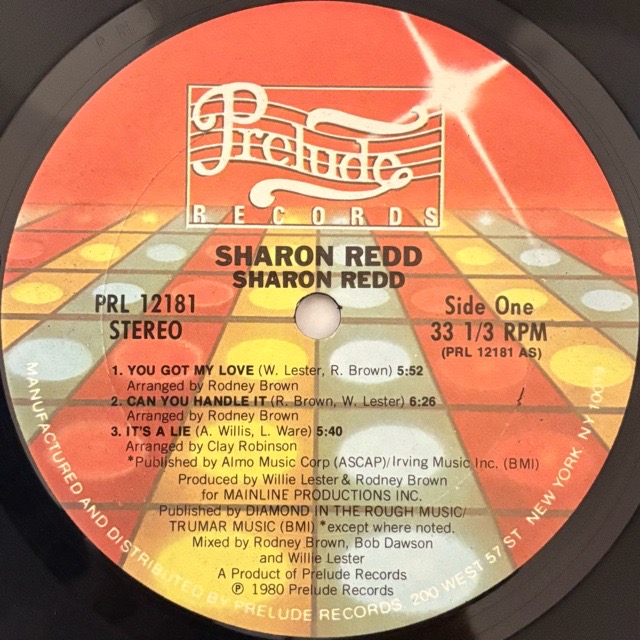 Prelude
RECORDS
SHARON REDD
SHARON REDD
PRL 12181
STEREO
Side One
33 1/3 RPM
(PRL 12181 AS)
1. YOU GOT MY LOVE (W. Lester, R. Brown) 5:52
Arranged by Rodney Brown
2. CAN YOU HANDLE IT (R. Brown, W. Lester) 6:26
Arranged by Rodney Brown
3. IT'S A LIE (A. Willis, L. Ware) 5:40
Arranged by Clay Robinson
*Published by Almo Music Corp (ASCAP)/Irving Music Inc. (BMI)
Produced by Willie Lester & Rodney Brown
for MAINLINE PRODUCTIONS INC.
Published by DIAMOND IN THE ROUGH MUSIC/
TRUMAR MUSIC (BMI) *except where noted.
Mixed by Rodney Brown, Bob Dawson
and Willie Lester
A Product of Prelude Records
℗ 1980 Prelude Records
MANUFACTURED AND DISTRIBUTED BY PRELUDE RECORDS 200 WEST 57 ST NEW YORK NY